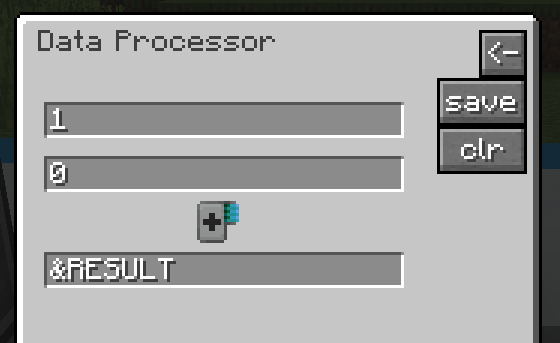 Data Processor
<-
save
1
clr
0
+
&RESULT